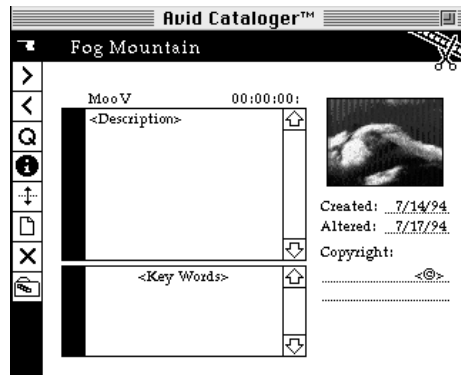 Avid Cataloger™
Fog Mountain
MooV 00:00:00:
<Description>
Created: 7/14/94
Altered: 7/17/94
Copyright:
<©>
<Key Words>